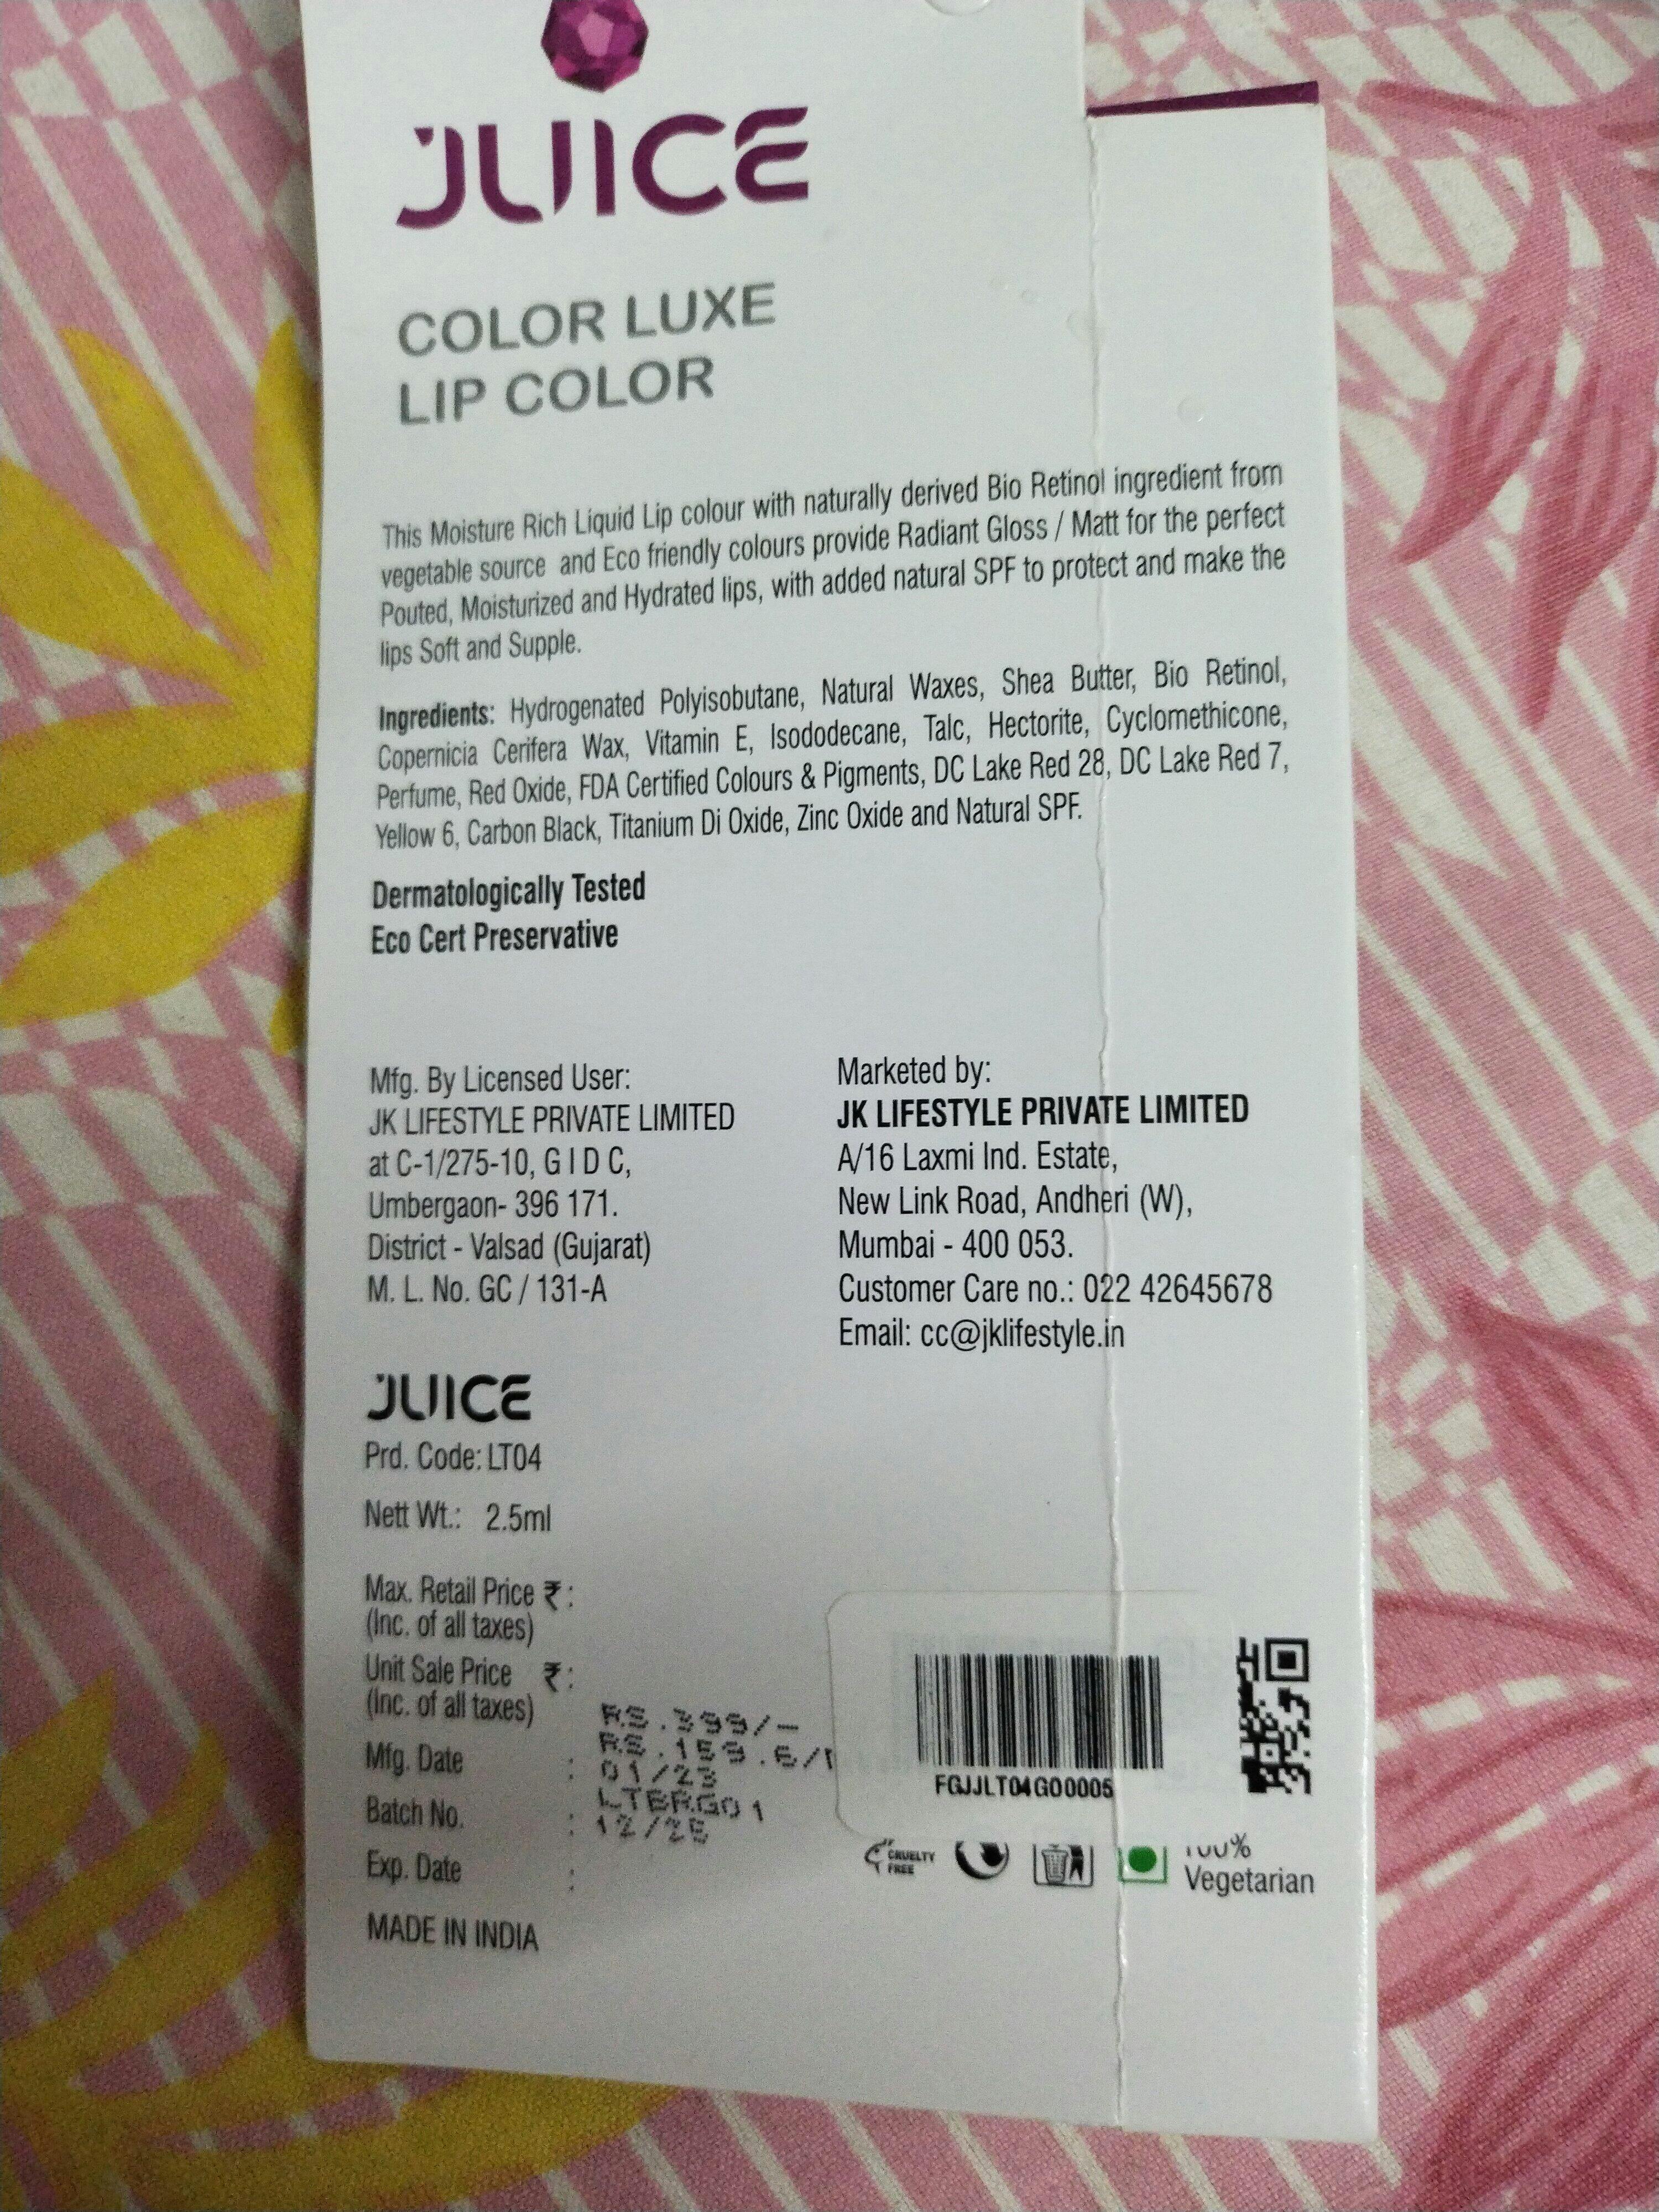 JUICE
COLOR LUXE
LIP COLOR
This Moisture Rich Liquid Lip colour with naturally derived Bio Retinol ingredient from
vegetable source and Eco friendly colours provide Radiant Gloss / Matt for the perfect
Pouted, Moisturized and Hydrated lips, with added natural SPF to protect and make the
lips Soft and Supple.
Ingredients: Hydrogenated Polyisobutane, Natural Waxes, Shea Butter, Bio Retinol,
Copernicia Cerifera Wax, Vitamin E, Isododecane, Talc, Hectorite, Cyclomethicone,
Perfume, Red Oxide, FDA Certified Colours & Pigments, DC Lake Red 28, DC Lake Red 7,
Yellow 6, Carbon Black, Titanium Di Oxide, Zinc Oxide and Natural SPF.
Dermatologically Tested
Eco Cert Preservative
Mfg. By Licensed User:
JK LIFESTYLE PRIVATE LIMITED
at C-1/275-10, G I D C,
Umbergaon- 396 171.
District - Valsad (Gujarat)
M. L. No. GC / 131-A
Marketed by:
JK LIFESTYLE PRIVATE LIMITED
A/16 Laxmi Ind. Estate,
New Link Road, Andheri (W),
Mumbai - 400 053.
Customer Care no.: 022 42645678
Email: cc@jklifestyle.in
JUICE
Prd. Code: LT04
Nett Wt.: 2.5ml
Max. Retail Price ₹ :
(Inc. of all taxes)
Unit Sale Price ₹ :
(Inc. of all taxes)
Mfg. Date :
Batch No. :
Exp. Date :
RS.399/-
RS.159.6/
01/23
LTBRG01
12/25
MADE IN INDIA
FGJJLT04G00005
CRUELTY
FREE
100%
Vegetarian